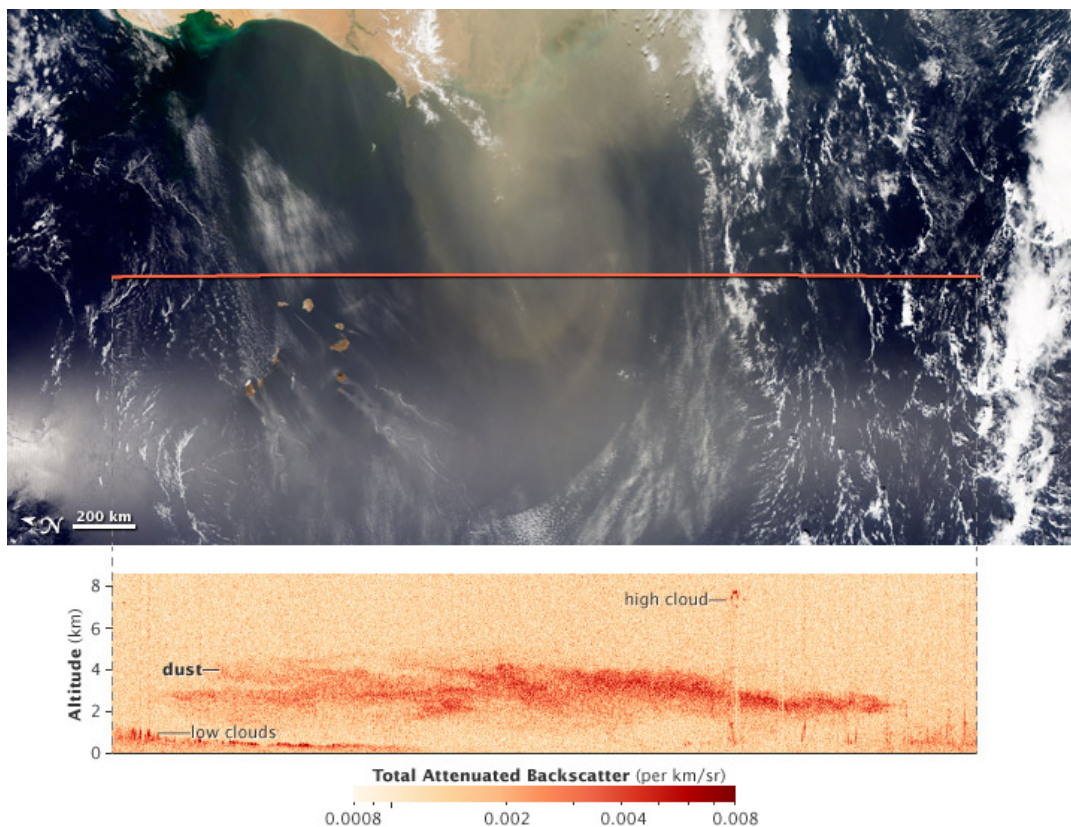 N
200 km
8
high cloud
6
Altitude (km)
dust
4
2
low clouds
0
Total Attenuated Backscatter (per km/sr)
0.0008 0.002 0.004 0.008